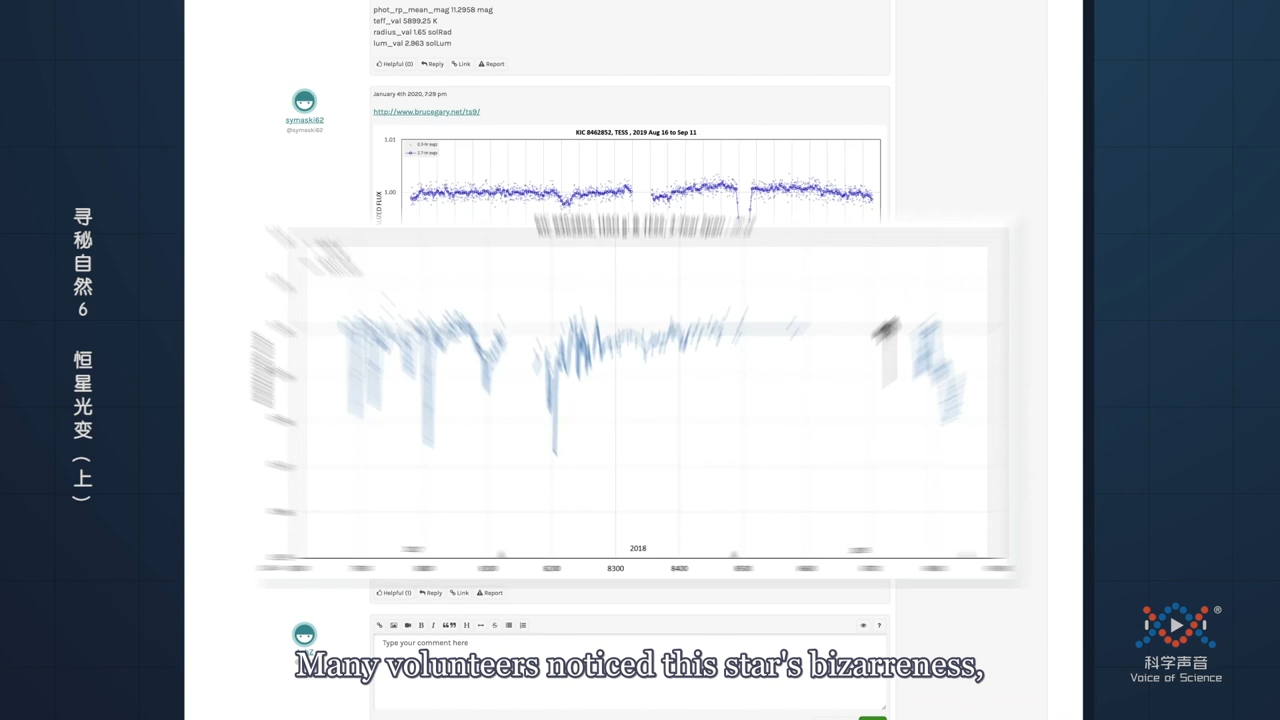 phot_rp_mean_mag 11.2958 mag
teff_val 5899.25 K
radius_val 1.65 solRad
lum_val 2.963 solLum
Helpful (0) Reply Link Report
January 4th 2020, 7:29 pm
symaski62
@symaski62
http://www.brucegary.net/ts9/
KIC 8462852, TESS , 2019 Aug 16 to Sep 11
1.01
1.00
2018
8300
8400
Helpful (1) Reply Link Report
Type your comment here
Many volunteers noticed this star's bizarreness,
寻秘自然6 恒星光变（上）
科学声音
Voice of Science